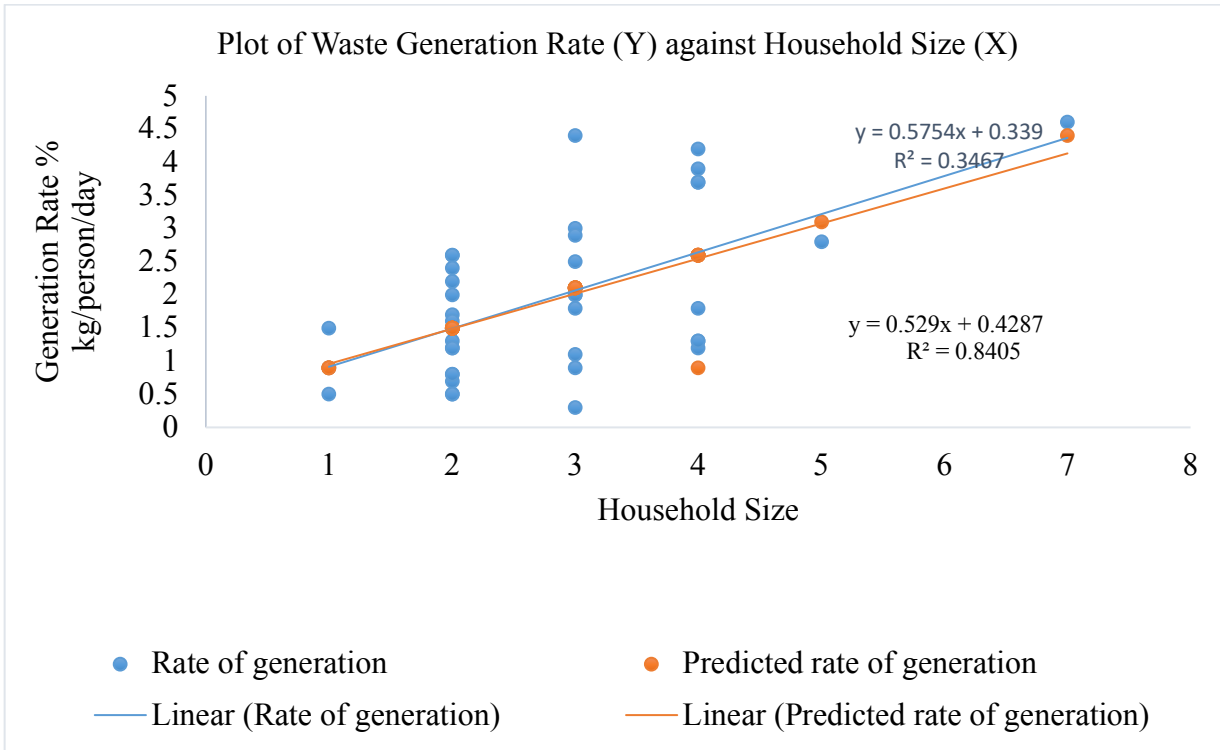 Plot of Waste Generation Rate (Y) against Household Size (X)
Generation Rate %
kg/person/day
5
4.5
4
3.5
3
2.5
2
1.5
1
0.5
0
y = 0.5754x + 0.339
R² = 0.3467
y = 0.529x + 0.4287
R² = 0.8405
0 1 2 3 4 5 6 7 8
Household Size
Rate of generation
Predicted rate of generation
Linear (Rate of generation)
Linear (Predicted rate of generation)